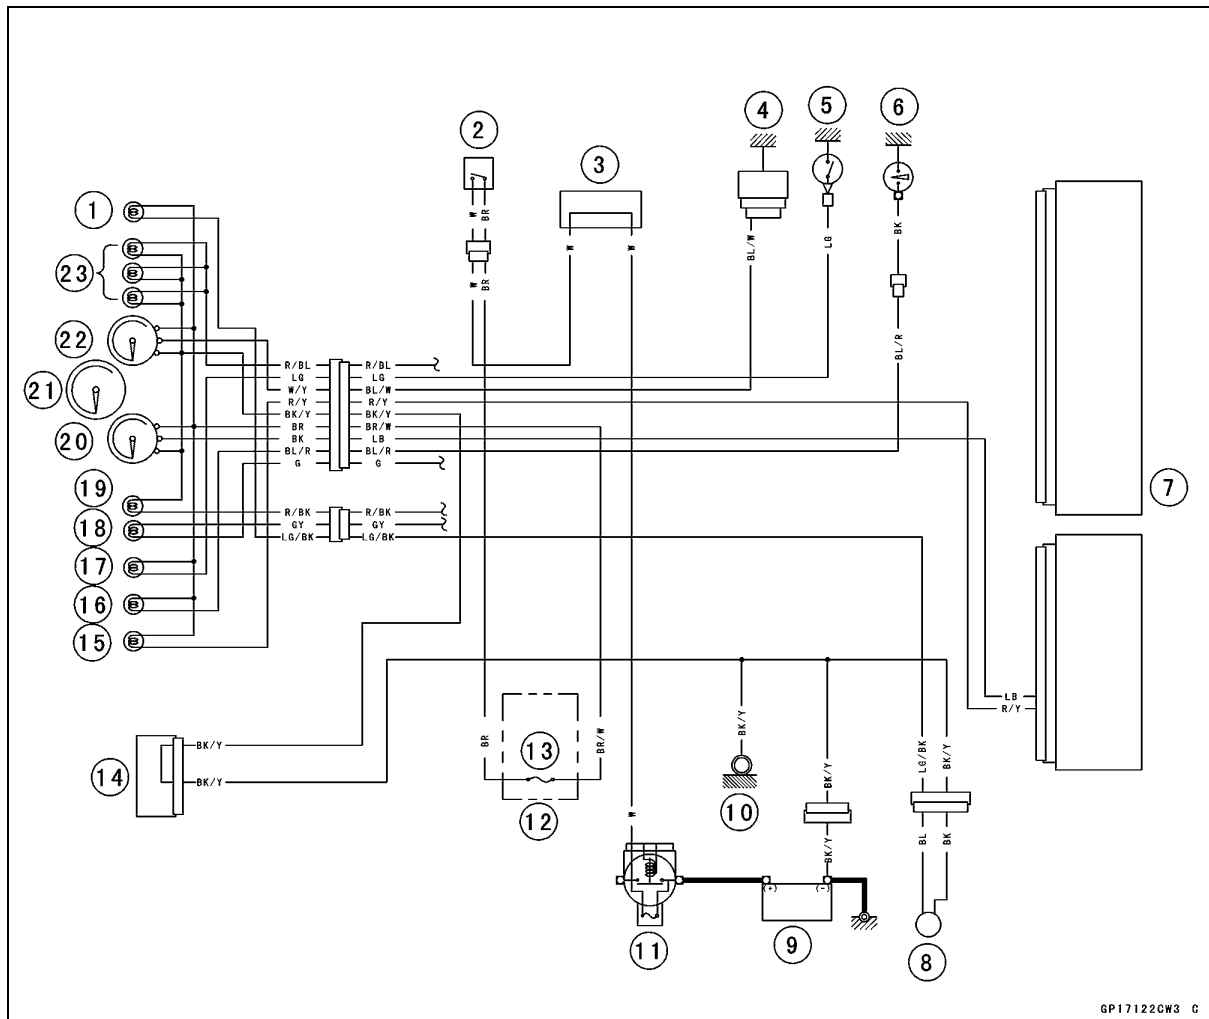 4
5
6
2
3
1
W
BR
W
W
BL/W
LG
BK
23
W
BR
22
BL/R
R/BL
R/BL
LG
LG
21
W/Y
BL/W
R/Y
R/Y
BK/Y
BK/Y
BR
BR/W
20
BK
LB
BL/R
BL/R
G
G
7
19
R/BK
R/BK
18
GY
GY
LG/BK
LG/BK
17
16
15
LB
R/Y
BK/Y
BK/Y
BR
13
BR/W
BK/Y
BK/Y
LG/BK
BK/Y
14
12
10
W
BL
BK
BK/Y
(+)
(-)
11
9
8
GP17122CW3 C